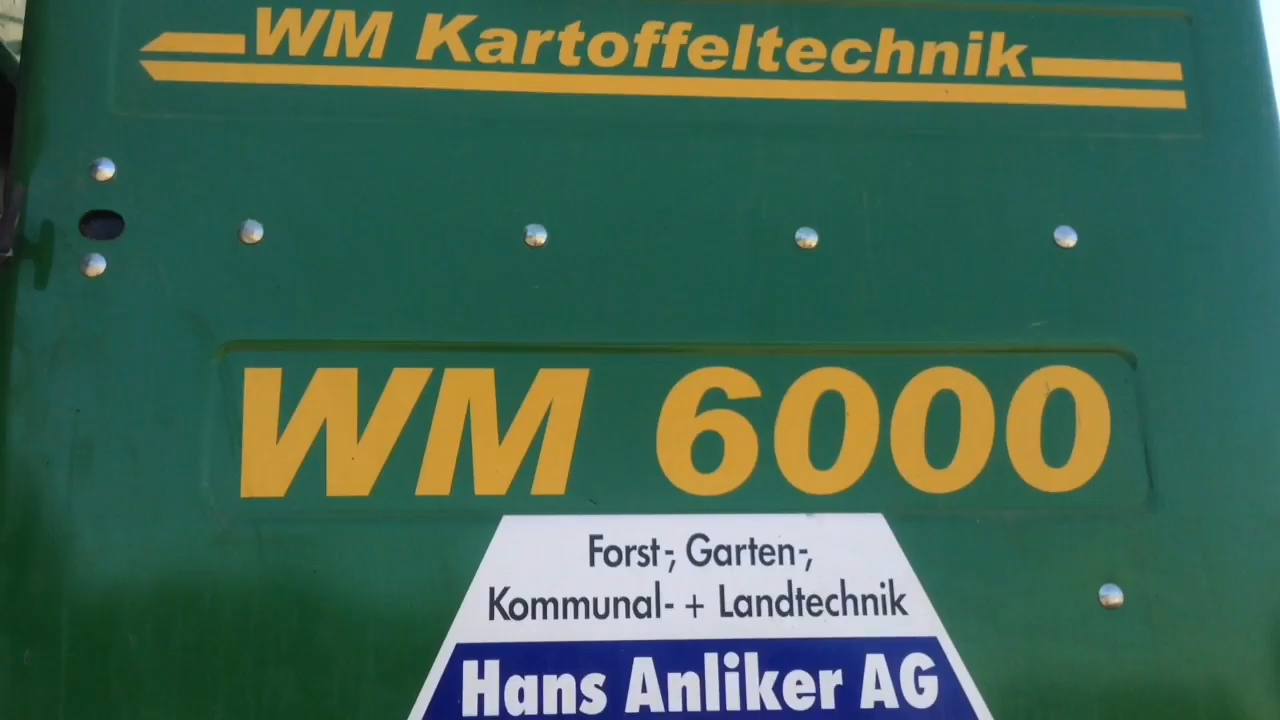 WM Kartoffeltechnik
WM 6000
Forst-, Garten-,
Kommunal- + Landtechnik
Hans Anliker AG